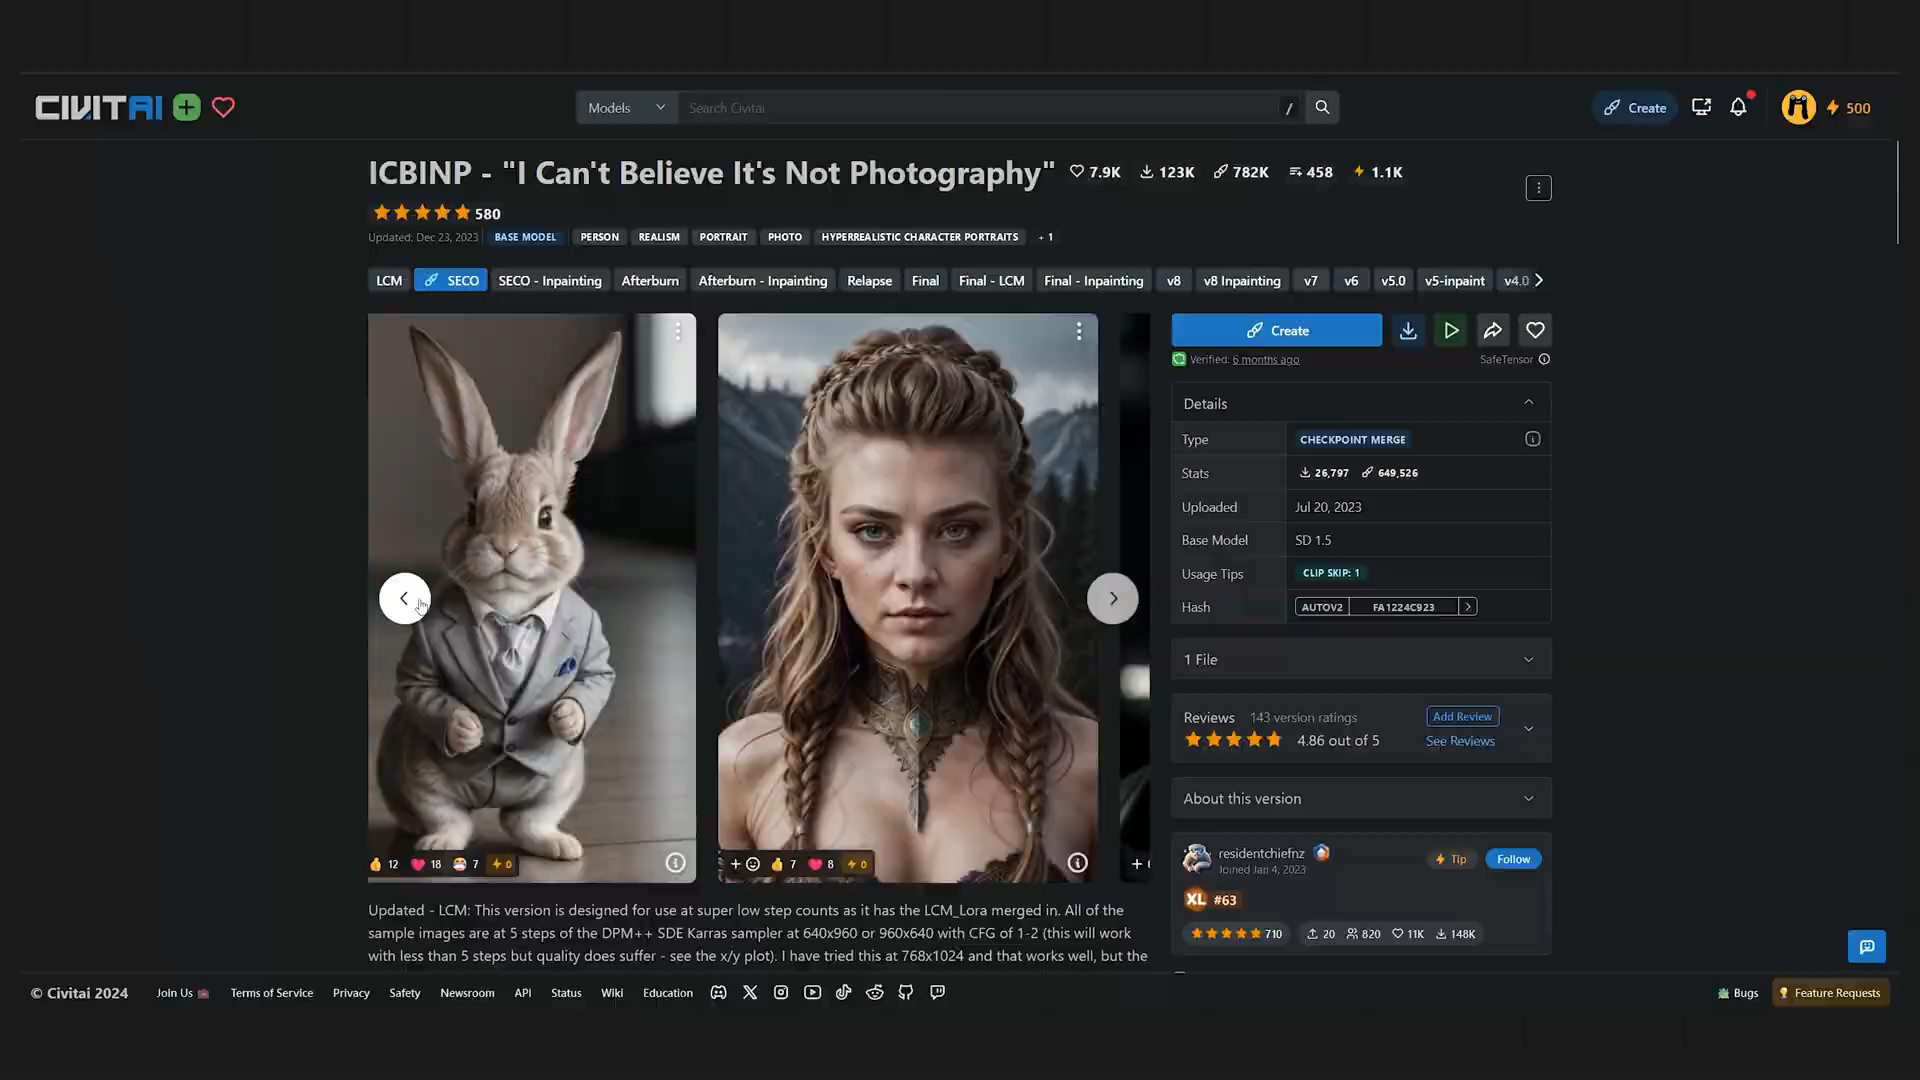 CIVITAI
Models
Search Civitai
/
Create
500
ICBINP - "I Can't Believe It's Not Photography"
7.9K
123K
782K
458
1.1K
580
Updated: Dec 23, 2023
BASE MODEL
PERSON
REALISM
PORTRAIT
PHOTO
HYPERREALISTIC CHARACTER PORTRAITS
+ 1
LCM
SECO
SECO - Inpainting
Afterburn
Afterburn - Inpainting
Relapse
Final
Final - LCM
Final - Inpainting
v8
v8 Inpainting
v7
v6
v5.0
v5-inpaint
v4.0
Create
Verified: 6 months ago
SafeTensor
Details
Type
CHECKPOINT MERGE
Stats
26,797
649,526
Uploaded
Jul 20, 2023
Base Model
SD 1.5
Usage Tips
CLIP SKIP: 1
Hash
AUTOV2
FA1224C923
1 File
Reviews
143 version ratings
Add Review
4.86 out of 5
See Reviews
About this version
residentchiefnz
Joined Jan 4, 2023
Tip
Follow
XL
#63
710
20
820
11K
148K
12
18
7
0
+
7
8
0
+
Updated - LCM: This version is designed for use at super low step counts as it has the LCM_Lora merged in. All of the
sample images are at 5 steps of the DPM++ SDE Karras sampler at 640x960 or 960x640 with CFG of 1-2 (this will work
with less than 5 steps but quality does suffer - see the x/y plot). I have tried this at 768x1024 and that works well, but the
© Civitai 2024
Join Us
Terms of Service
Privacy
Safety
Newsroom
API
Status
Wiki
Education
Bugs
Feature Requests